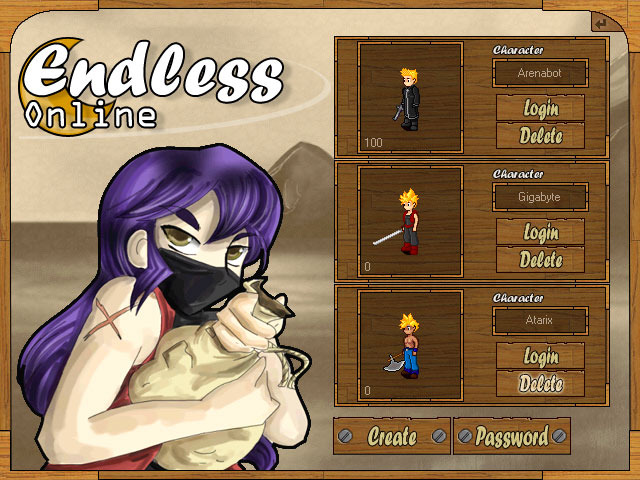 Endless
Online
Character
Arenabot
Login
Delete
100
Character
Gigabyte
Login
Delete
0
Character
Atarix
Login
Delete
0
Create
Password